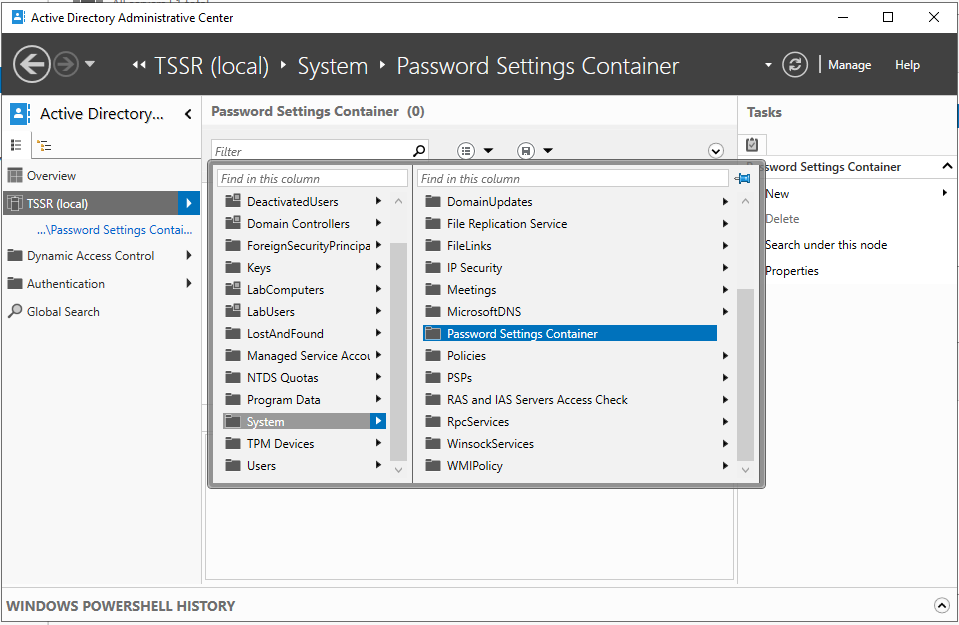 Active Directory Administrative Center
TSSR (local) System Password Settings Container
Manage
Help
Active Directory...
Overview
TSSR (local)
...\Password Settings Contai...
Dynamic Access Control
Authentication
Global Search
Password Settings Container (0)
Filter
Find in this column
DeactivatedUsers
Domain Controllers
ForeignSecurityPrincipa
Keys
LabComputers
LabUsers
LostAndFound
Managed Service Accou
NTDS Quotas
Program Data
System
TPM Devices
Users
Find in this column
DomainUpdates
File Replication Service
FileLinks
IP Security
Meetings
MicrosoftDNS
Password Settings Container
Policies
PSPs
RAS and IAS Servers Access Check
RpcServices
WinsockServices
WMIPolicy
Tasks
ssword Settings Container
New
Delete
Search under this node
Properties
WINDOWS POWERSHELL HISTORY